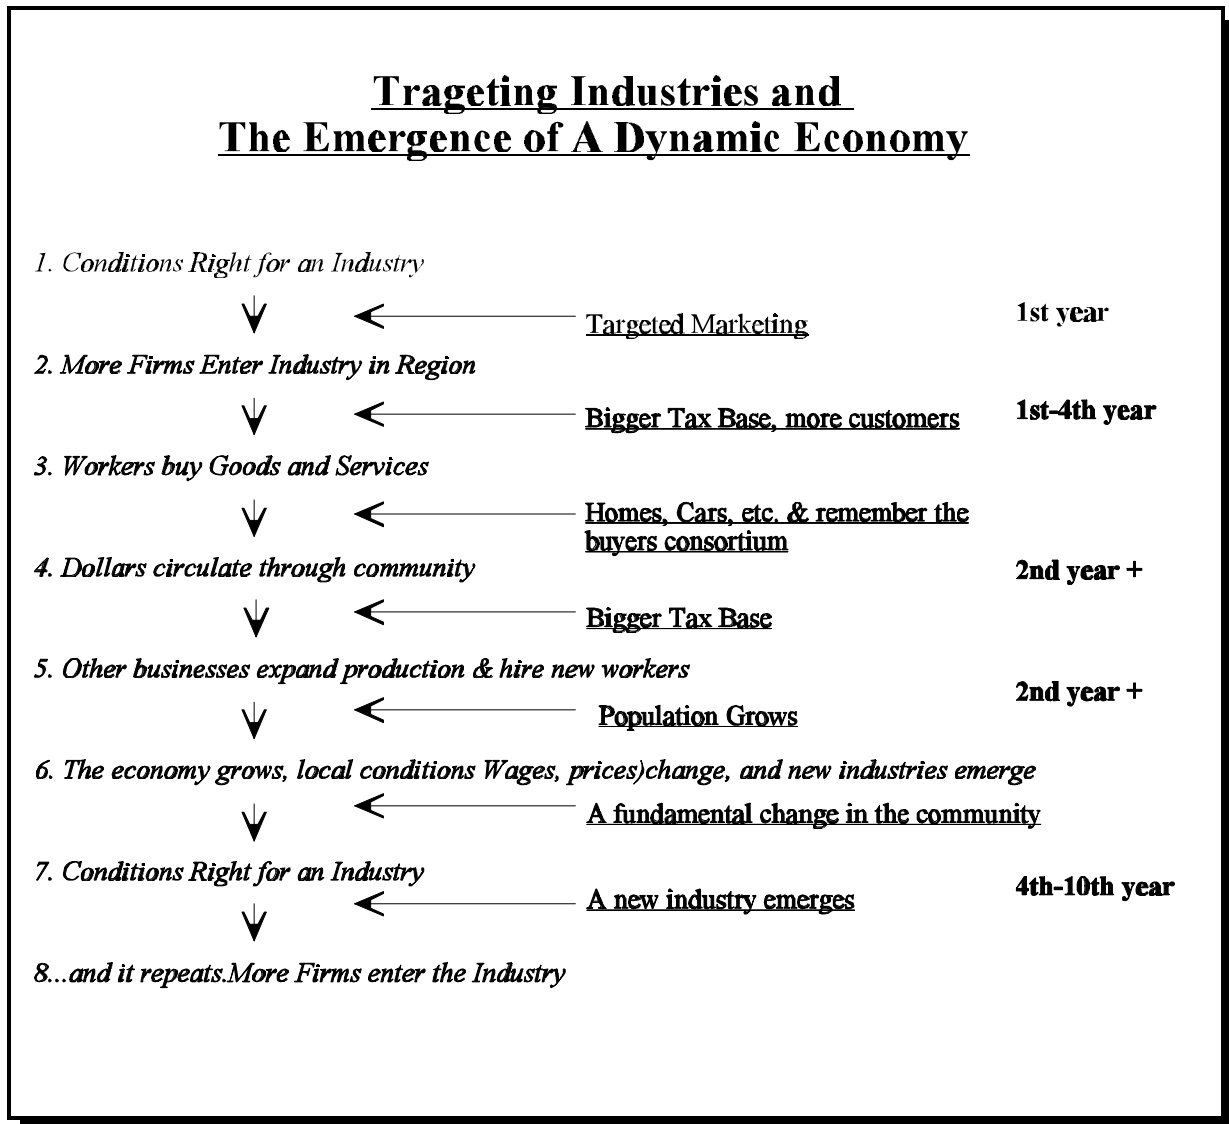 Trageting Industries and
The Emergence of A Dynamic Economy
1. Conditions Right for an Industry
Targeted Marketing
1st year
2. More Firms Enter Industry in Region
Bigger Tax Base, more customers
1st-4th year
3. Workers buy Goods and Services
Homes, Cars, etc. & remember the
buyers consortium
4. Dollars circulate through community
2nd year +
Bigger Tax Base
5. Other businesses expand production & hire new workers
2nd year +
Population Grows
6. The economy grows, local conditions Wages, prices)change, and new industries emerge
A fundamental change in the community
7. Conditions Right for an Industry
4th-10th year
A new industry emerges
8...and it repeats.More Firms enter the Industry